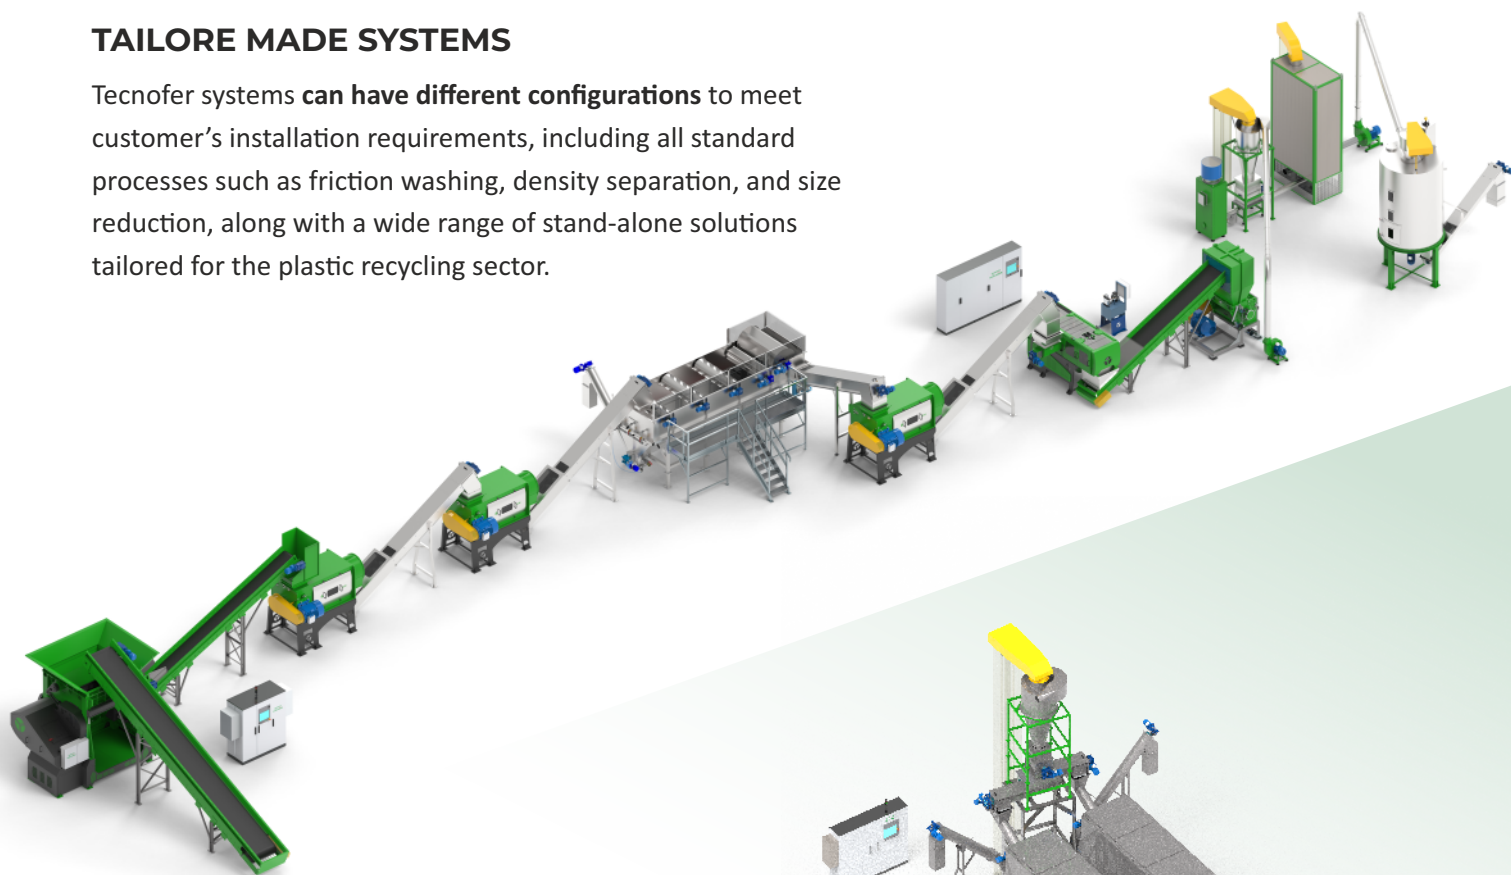 TAILORE MADE SYSTEMS
Tecnofer systems can have different configurations to meet
customer’s installation requirements, including all standard
processes such as friction washing, density separation, and size
reduction, along with a wide range of stand-alone solutions
tailored for the plastic recycling sector.